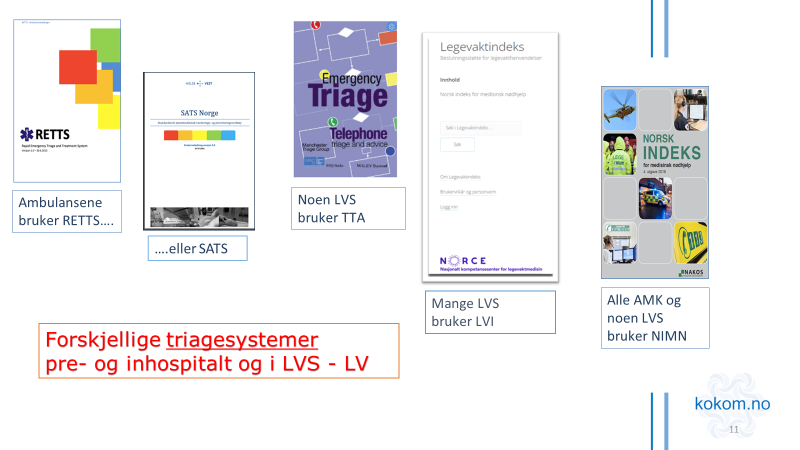 RETTS
Rapid Emergency Triage and Treatment System
Ambulansene
bruker RETTS....
HELSE VEST
SATS Norge
....eller SATS
Emergency
Triage
Telephone
triage and advice
Manchester
Triage Group
Noen LVS
bruker TTA
Legevaktindeks
Beslutningsstøtte for legevakthenvendelser
Innhold
Norsk indeks for medisinsk nødhjelp
Søk i Legevaktindeks...
Søk
Om Legevaktindeks
Brukervilkår og personvern
Logg inn
NORCE
Nasjonalt kompetansesenter for legevaktmedisin
Mange LVS
bruker LVI
NORSK
INDEKS
for medisinsk nødhjelp
4. utgave 2018
NAKOS
Alle AMK og
noen LVS
bruker NIMN
Forskjellige triagesystemer
pre- og inhospitalt og i LVS - LV
kokom.no
11